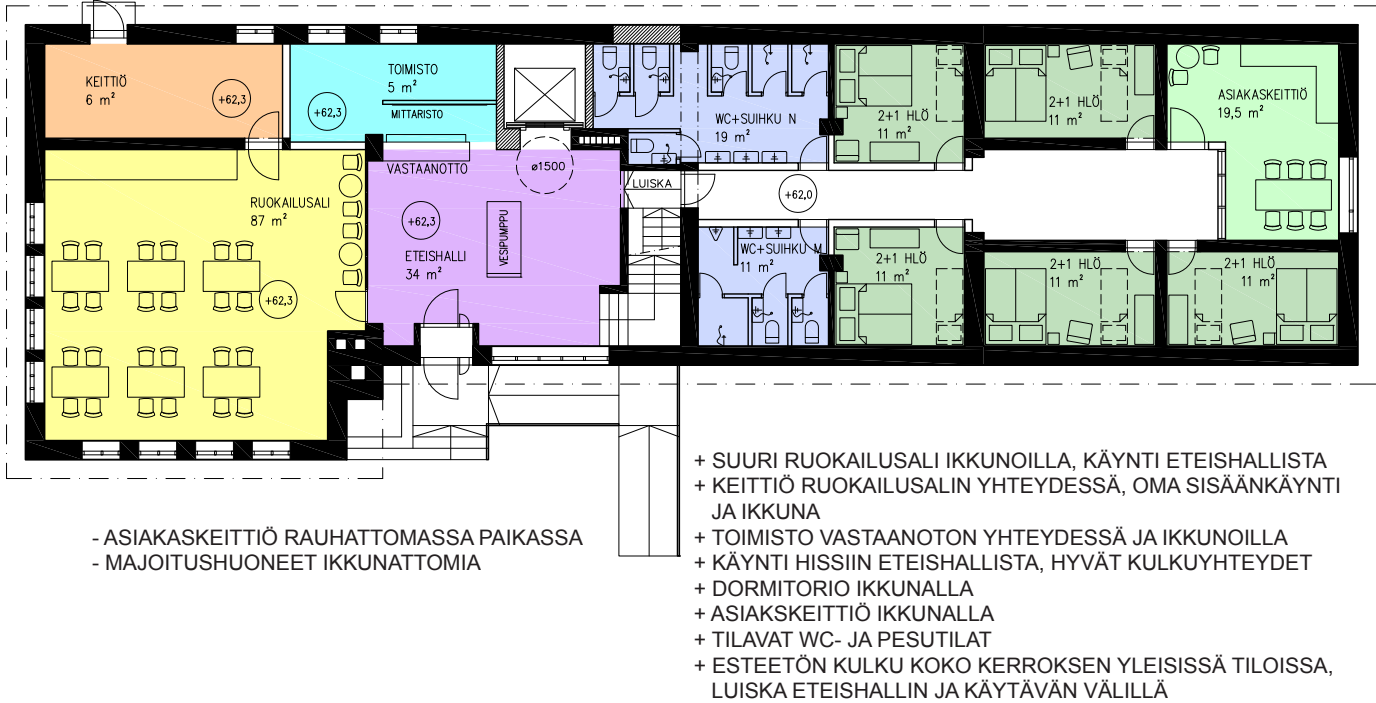 KEITTIÖ
6 m²
+62,3
TOIMISTO
5 m²
+62,3
MITTARISTO
VASTAANOTTO
ø1500
WC+SUIHKU N
19 m²
2+1 HLÖ
11 m²
2+1 HLÖ
11 m²
ASIAKASKEITTIÖ
19,5 m²
RUOKAILUSALI
87 m²
+62,3
+62,3
ETEISHALLI
34 m²
VESIPUMPPU
LUISKA
+62,0
WC+SUIHKU M
11 m²
2+1 HLÖ
11 m²
2+1 HLÖ
11 m²
2+1 HLÖ
11 m²
- ASIAKASKEITTIÖ RAUHATTOMASSA PAIKASSA
- MAJOITUSHUONEET IKKUNATTOMIA
+ SUURI RUOKAILUSALI IKKUNOILLA, KÄYNTI ETEISHALLISTA
+ KEITTIÖ RUOKAILUSALIN YHTEYDESSÄ, OMA SISÄÄNKÄYNTI
JA IKKUNA
+ TOIMISTO VASTAANOTON YHTEYDESSÄ JA IKKUNOILLA
+ KÄYNTI HISSIIN ETEISHALLISTA, HYVÄT KULKUYHTEYDET
+ DORMITORIO IKKUNALLA
+ ASIAKSKEITTIÖ IKKUNALLA
+ TILAVAT WC- JA PESUTILAT
+ ESTEETÖN KULKU KOKO KERROKSEN YLEISISSÄ TILOISSA,
LUISKA ETEISHALLIN JA KÄYTÄVÄN VÄLILLÄ